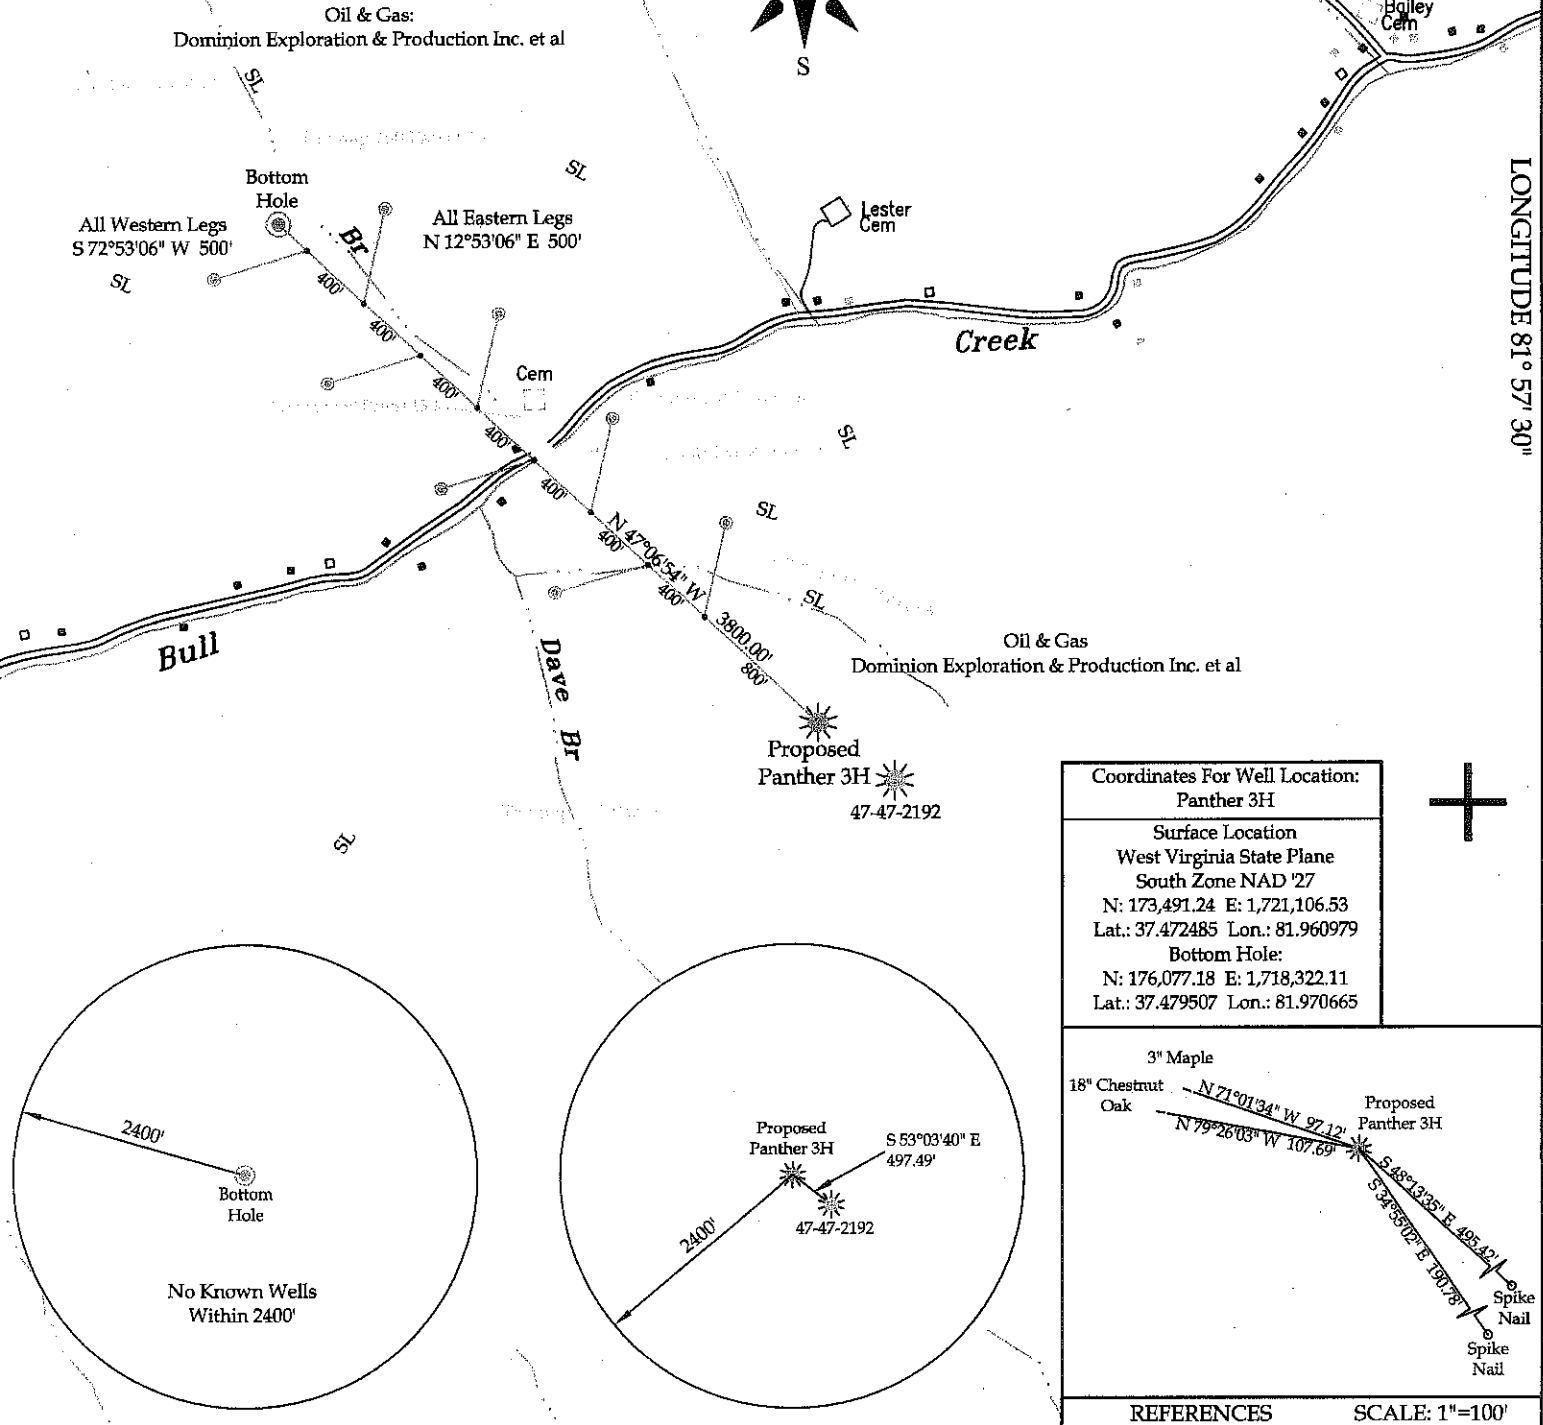 Oil & Gas:
Dominion Exploration & Production Inc. et al
S
Bailey
Cem
SL
SL
Bottom
Hole
All Western Legs
S 72°53'06" W 500'
All Eastern Legs
N 12°53'06" E 500'
Br
SL
Lester
Cem
LONGITUDE 81° 57' 30"
400'
400'
400'
400'
400'
400'
400'
Cem
Creek
SL
SL
N 47°06'54" W
3800.00'
800'
SL
Bull
Dave Br
Oil & Gas
Dominion Exploration & Production Inc. et al
Proposed
Panther 3H
47-47-2192
SL
Coordinates For Well Location:
Panther 3H
Surface Location
West Virginia State Plane
South Zone NAD '27
N: 173,491.24 E: 1,721,106.53
Lat.: 37.472485 Lon.: 81.960979
Bottom Hole:
N: 176,077.18 E: 1,718,322.11
Lat.: 37.479507 Lon.: 81.970665
2400'
Bottom
Hole
No Known Wells
Within 2400'
Proposed
Panther 3H
S 53°03'40" E
497.49'
47-47-2192
2400'
3" Maple
18" Chestnut
Oak
N 71°01'34" W 97.12'
N 79°26'03" W 107.69'
Proposed
Panther 3H
S 48°13'35" E 495.42'
S 34°55'02" E 190.78'
Spike
Nail
Spike
Nail
REFERENCES SCALE: 1"=100'